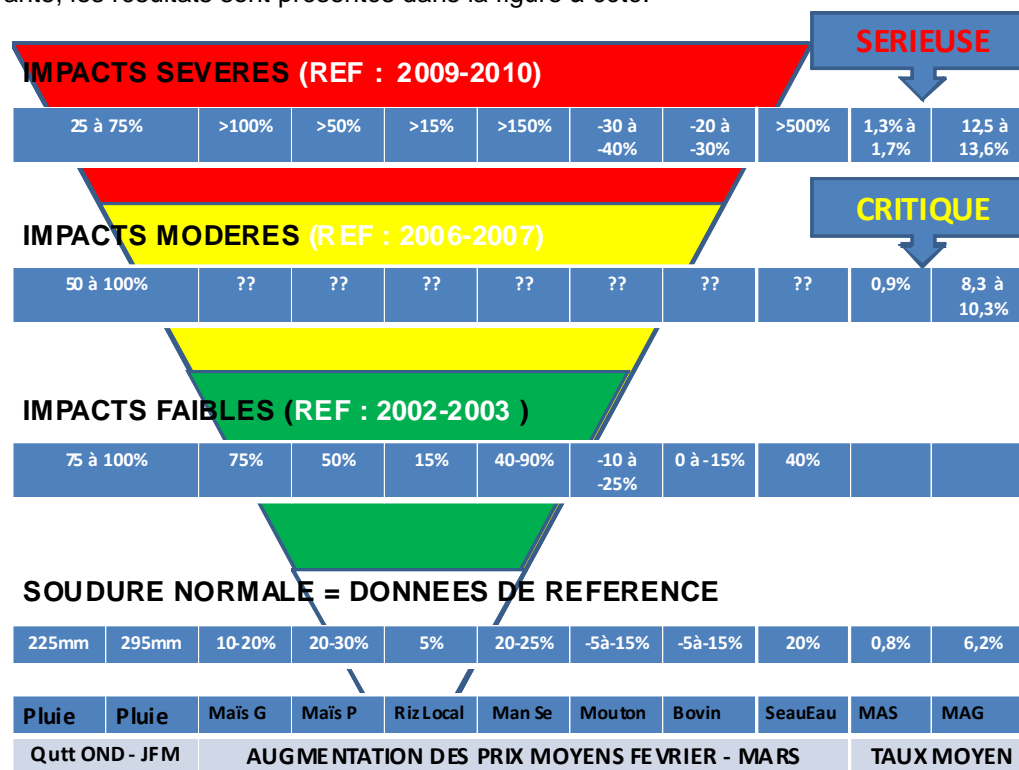 SERIEUSE
IMPACTS SEVERES (REF : 2009-2010)
25 à 75% >100% >50% >15% >150% -30 à -40% -20 à -30% >500% 1,3% à 1,7% 12,5 à 13,6%
CRITIQUE
IMPACTS MODERES (REF : 2006-2007)
50 à 100% ?? ?? ?? ?? ?? ?? ?? 0,9% 8,3 à 10,3%
IMPACTS FAIBLES (REF : 2002-2003 )
75 à 100% 75% 50% 15% 40-90% -10 à -25% 0 à -15% 40%
SOUDURE NORMALE = DONNEES DE REFERENCE
225mm 295mm 10-20% 20-30% 5% 20-25% -5à-15% -5à-15% 20% 0,8% 6,2%
Pluie Pluie Maïs G Maïs P Riz Local Man Se Mouton Bovin SeauEau MAS MAG
Qutt OND - JFM AUGMENTATION DES PRIX MOYENS FEVRIER - MARS TAUX MOYEN